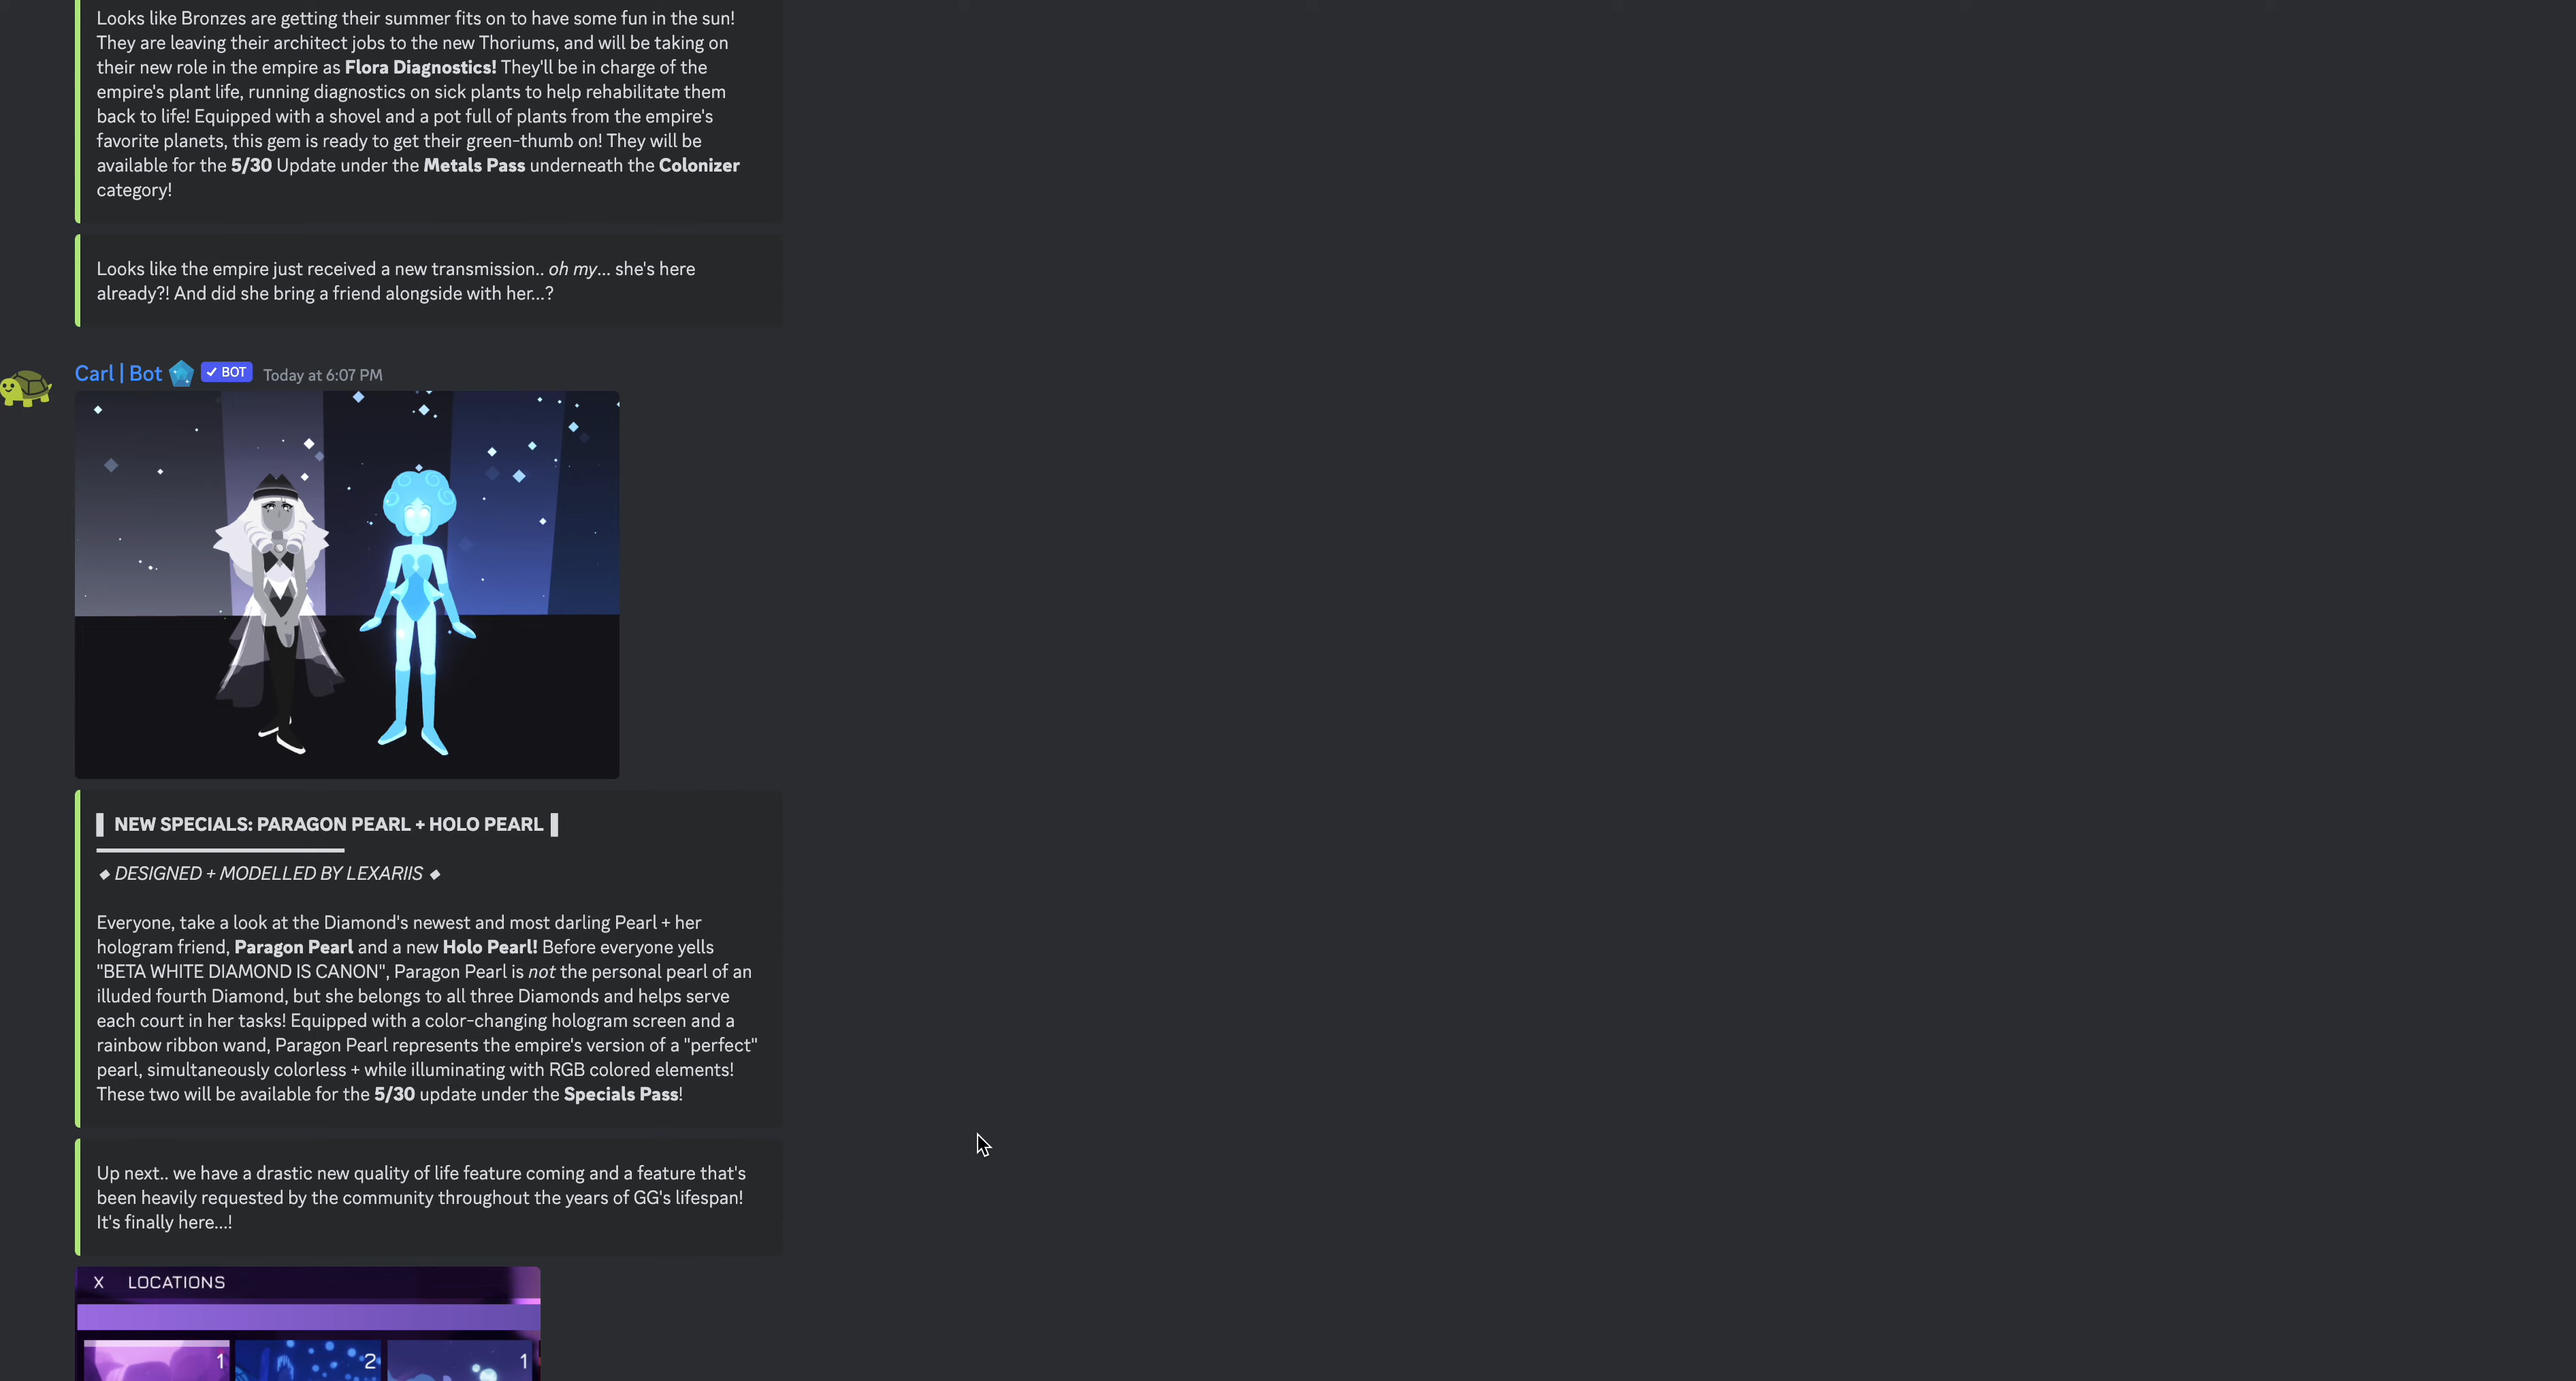 Looks like Bronzes are getting their summer fits on to have some fun in the sun!
They are leaving their architect jobs to the new Thoriums, and will be taking on
their new role in the empire as Flora Diagnostics! They'll be in charge of the
empire's plant life, running diagnostics on sick plants to help rehabilitate them
back to life! Equipped with a shovel and a pot full of plants from the empire's
favorite planets, this gem is ready to get their green-thumb on! They will be
available for the 5/30 Update under the Metals Pass underneath the Colonizer
category!
Looks like the empire just received a new transmission.. oh my... she's here
already?! And did she bring a friend alongside with her...?
Carl | Bot ✓ BOT Today at 6:07 PM
NEW SPECIALS: PARAGON PEARL + HOLO PEARL
◆ DESIGNED + MODELLED BY LEXARIIS ◆
Everyone, take a look at the Diamond's newest and most darling Pearl + her
hologram friend, Paragon Pearl and a new Holo Pearl! Before everyone yells
"BETA WHITE DIAMOND IS CANON", Paragon Pearl is not the personal pearl of an
illuded fourth Diamond, but she belongs to all three Diamonds and helps serve
each court in her tasks! Equipped with a color-changing hologram screen and a
rainbow ribbon wand, Paragon Pearl represents the empire's version of a "perfect"
pearl, simultaneously colorless + while illuminating with RGB colored elements!
These two will be available for the 5/30 update under the Specials Pass!
Up next.. we have a drastic new quality of life feature coming and a feature that's
been heavily requested by the community throughout the years of GG's lifespan!
It's finally here...!
X LOCATIONS
1 2 1